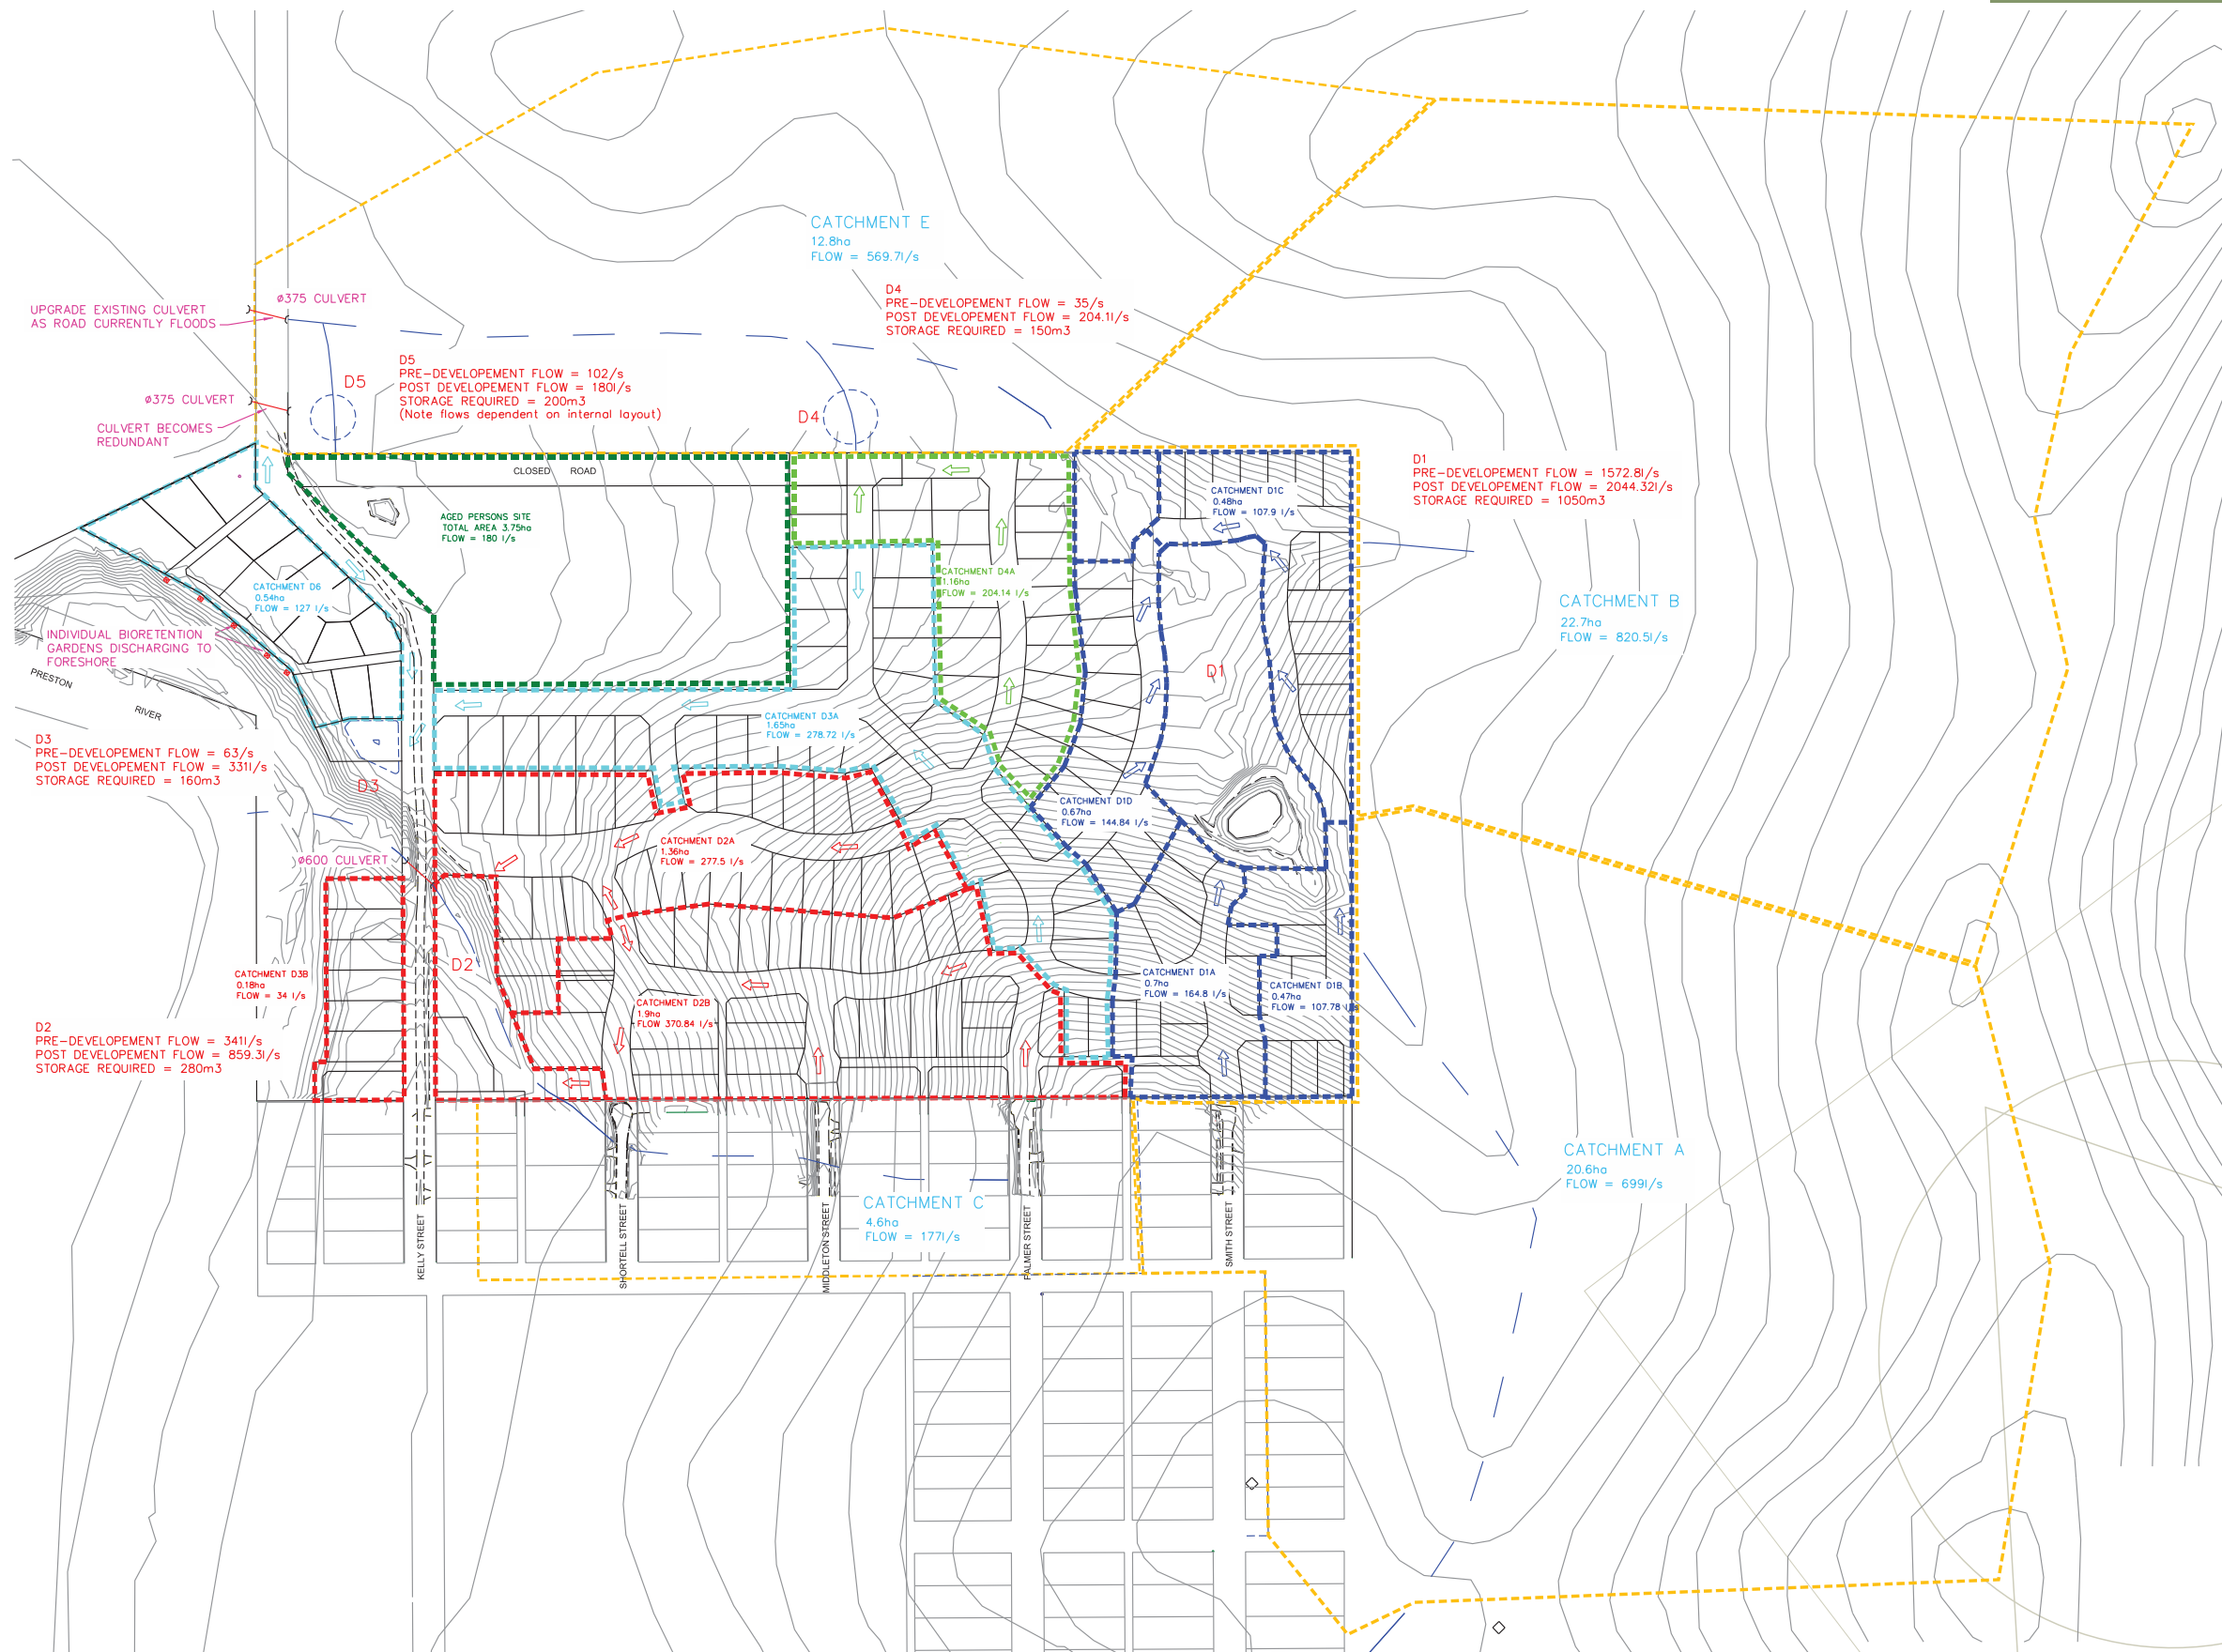 CATCHMENT E
12.8ha
FLOW = 569.7l/s
D4
PRE-DEVELOPEMENT FLOW = 35/s
POST DEVELOPEMENT FLOW = 204.1l/s
STORAGE REQUIRED = 150m3
ø375 CULVERT
UPGRADE EXISTING CULVERT
AS ROAD CURRENTLY FLOODS
D5
PRE-DEVELOPEMENT FLOW = 102/s
POST DEVELOPEMENT FLOW = 180l/s
STORAGE REQUIRED = 200m3
(Note flows dependent on internal layout)
D5
D4
ø375 CULVERT
CULVERT BECOMES
REDUNDANT
CLOSED ROAD
D1
PRE-DEVELOPEMENT FLOW = 1572.8l/s
POST DEVELOPEMENT FLOW = 2044.32l/s
STORAGE REQUIRED = 1050m3
CATCHMENT D1C
0.48ha
FLOW = 107.9 l/s
AGED PERSONS SITE
TOTAL AREA 3.75ha
FLOW = 180 l/s
CATCHMENT D4A
1.16ha
FLOW = 204.14 l/s
CATCHMENT D6
0.54ha
FLOW = 127 l/s
CATCHMENT B
22.7ha
FLOW = 820.5l/s
INDIVIDUAL BIORETENTION
GARDENS DISCHARGING TO
FORESHORE
PRESTON
RIVER
D1
CATCHMENT D3A
1.65ha
FLOW = 278.72 l/s
D3
PRE-DEVELOPEMENT FLOW = 63/s
POST DEVELOPEMENT FLOW = 331l/s
STORAGE REQUIRED = 160m3
D3
CATCHMENT D1D
0.67ha
FLOW = 144.84 l/s
CATCHMENT D2A
1.36ha
FLOW = 277.5 l/s
ø600 CULVERT
D2
CATCHMENT D3B
0.18ha
FLOW = 34 l/s
CATCHMENT D1A
0.7ha
FLOW = 164.8 l/s
CATCHMENT D1B
0.47ha
FLOW = 107.78 l/s
CATCHMENT D2B
1.9ha
FLOW 370.84 l/s
D2
PRE-DEVELOPEMENT FLOW = 341l/s
POST DEVELOPEMENT FLOW = 859.3l/s
STORAGE REQUIRED = 280m3
CATCHMENT A
20.6ha
FLOW = 699l/s
CATCHMENT C
4.6ha
FLOW = 177l/s
KELLY STREET
SHORTELL STREET
MIDDLETON STREET
PALMER STREET
SMITH STREET